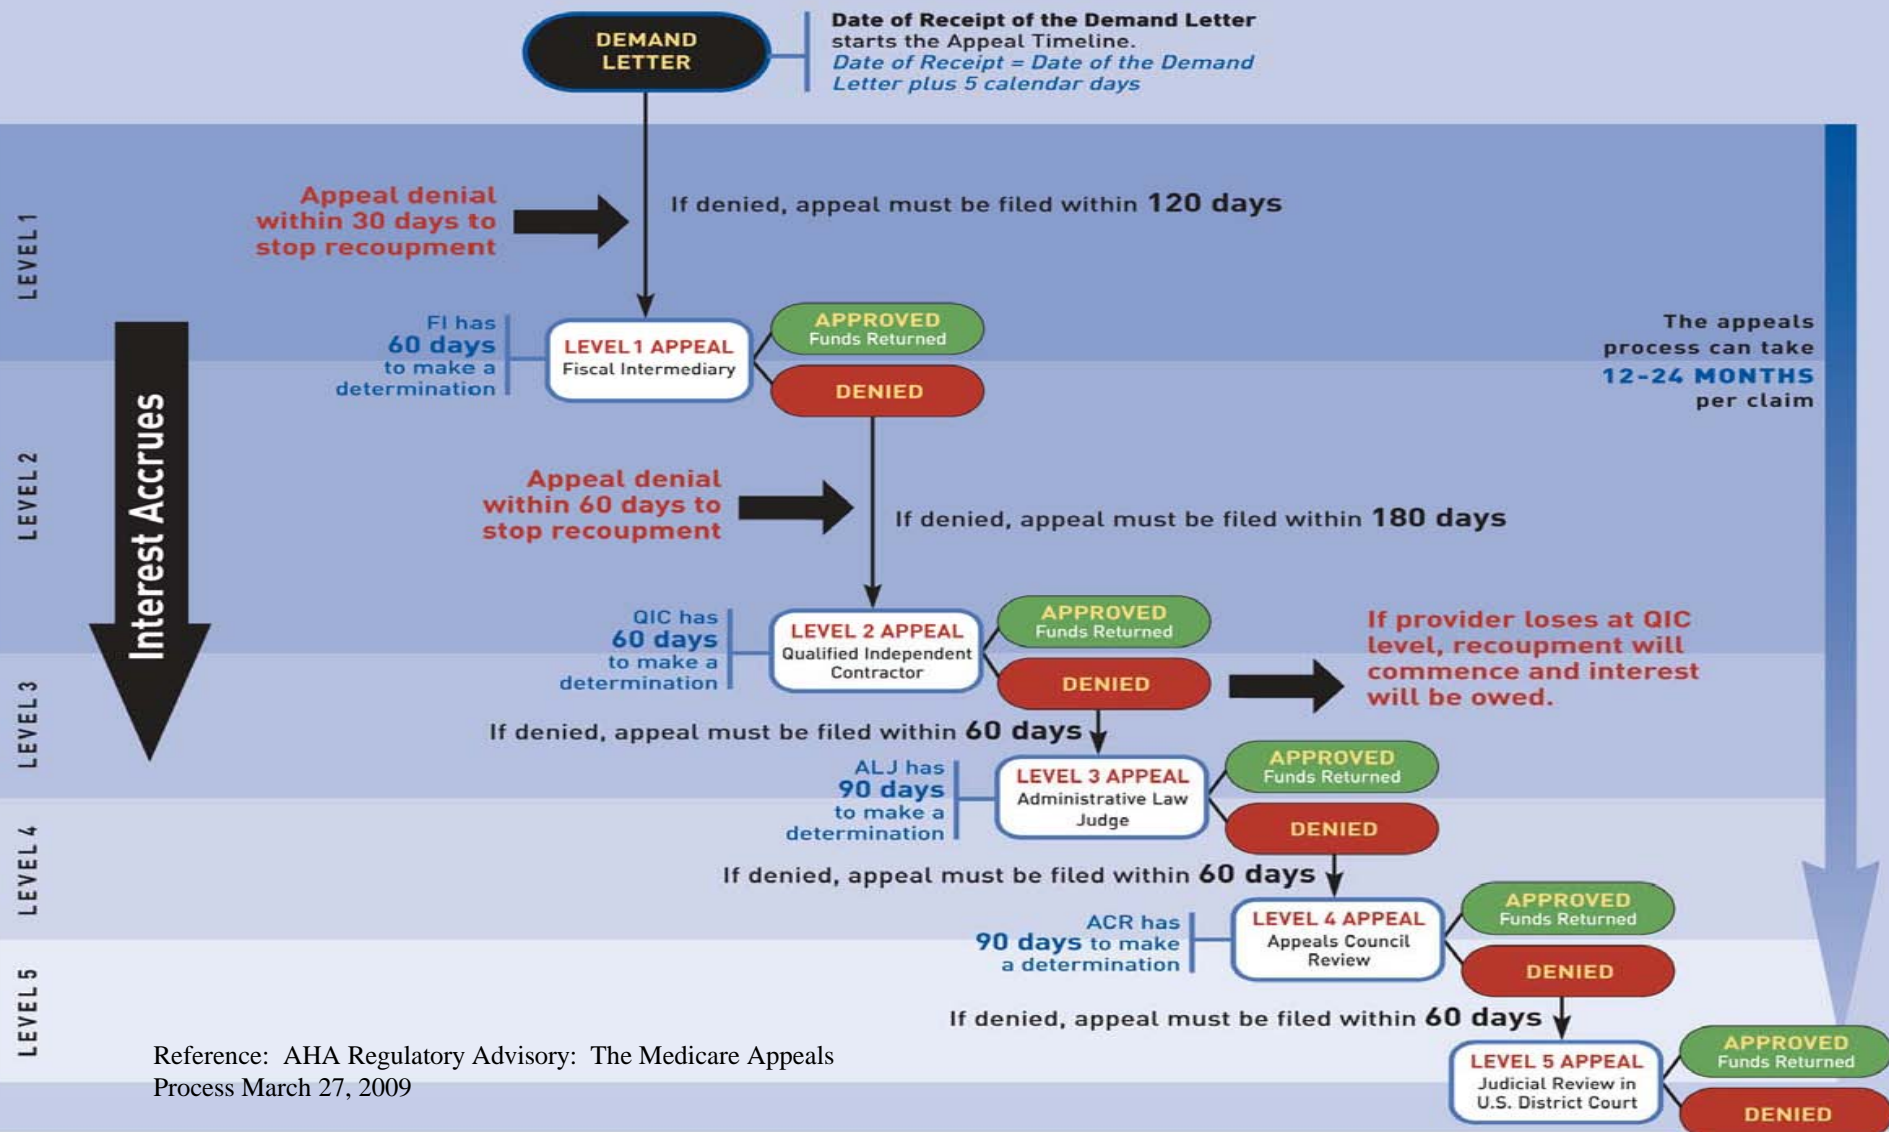 DEMAND
LETTER
Date of Receipt of the Demand Letter
starts the Appeal Timeline.
Date of Receipt = Date of the Demand
Letter plus 5 calendar days
LEVEL 1
Appeal denial
within 30 days to
stop recoupment
If denied, appeal must be filed within 120 days
FI has
60 days
to make a
determination
LEVEL 1 APPEAL
Fiscal Intermediary
APPROVED
Funds Returned
DENIED
The appeals
process can take
12-24 MONTHS
per claim
Interest Accrues
LEVEL 2
Appeal denial
within 60 days to
stop recoupment
If denied, appeal must be filed within 180 days
QIC has
60 days
to make a
determination
LEVEL 2 APPEAL
Qualified Independent
Contractor
APPROVED
Funds Returned
DENIED
If provider loses at QIC
level, recoupment will
commence and interest
will be owed.
LEVEL 3
If denied, appeal must be filed within 60 days
ALJ has
90 days
to make a
determination
LEVEL 3 APPEAL
Administrative Law
Judge
APPROVED
Funds Returned
DENIED
LEVEL 4
If denied, appeal must be filed within 60 days
ACR has
90 days to make
a determination
LEVEL 4 APPEAL
Appeals Council
Review
APPROVED
Funds Returned
DENIED
LEVEL 5
If denied, appeal must be filed within 60 days
LEVEL 5 APPEAL
Judicial Review in
U.S. District Court
APPROVED
Funds Returned
DENIED
Reference: AHA Regulatory Advisory: The Medicare Appeals
Process March 27, 2009